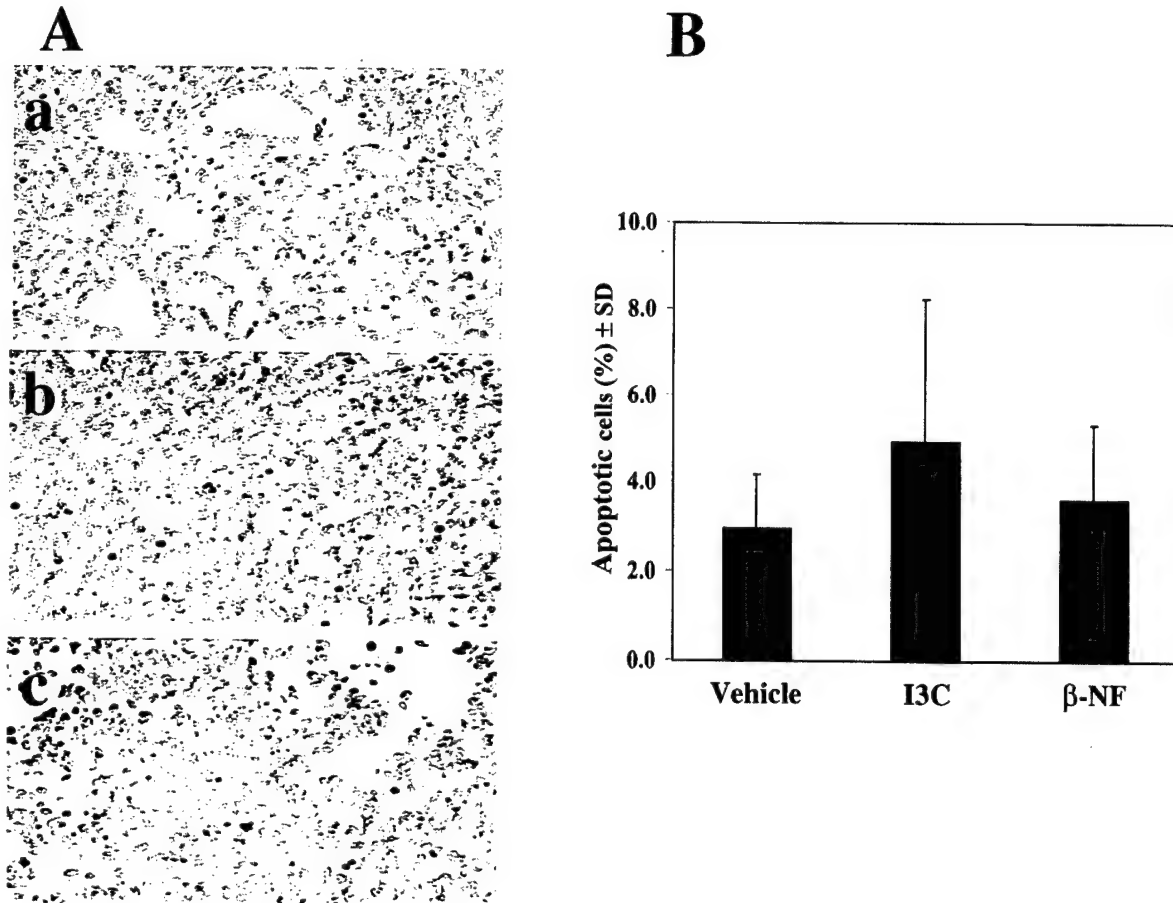 A
B
a
b
c
Apoptotic cells (%) ± SD
10.0
8.0
6.0
4.0
2.0
0.0
Vehicle
I3C
β-NF